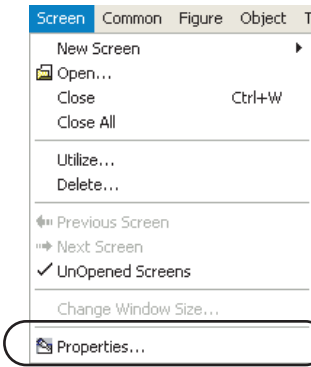 Screen Common Figure Object
New Screen
Open...
Close Ctrl+W
Close All
Utilize...
Delete...
Previous Screen
Next Screen
UnOpened Screens
Change Window Size...
Properties...